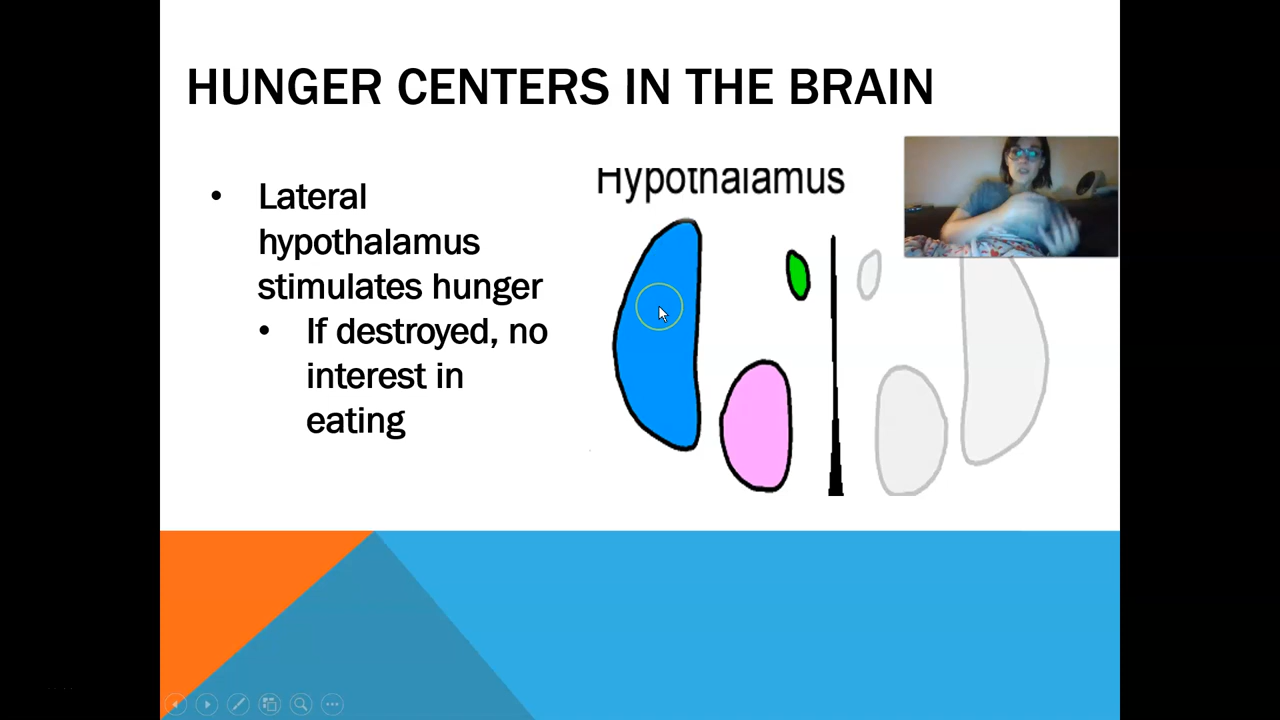 HUNGER CENTERS IN THE BRAIN
Hypothalamus
• Lateral
hypothalamus
stimulates hunger
• If destroyed, no
interest in
eating